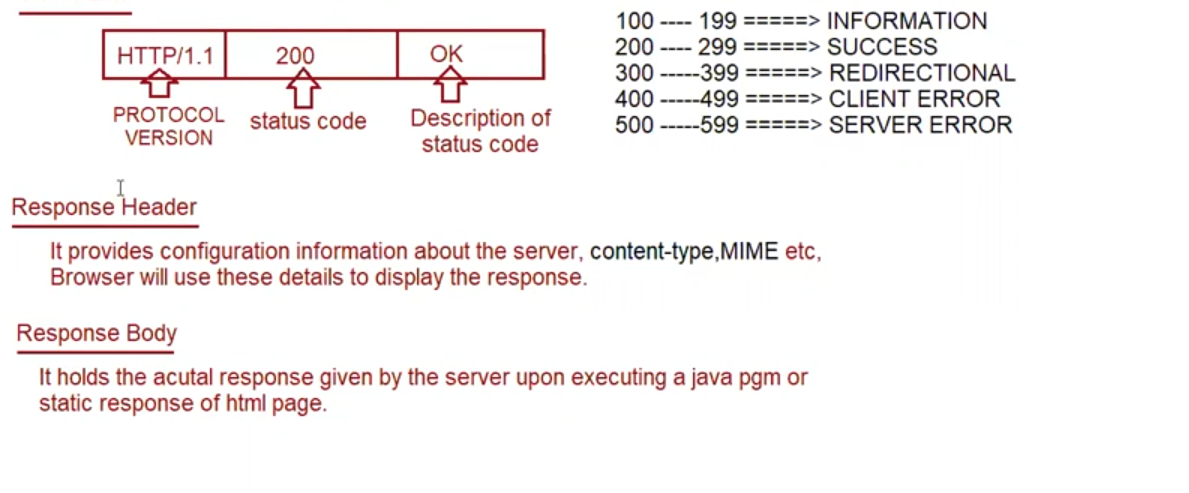 HTTP/1.1 200 OK
PROTOCOL VERSION
status code
Description of status code
100 ---- 199 =====> INFORMATION
200 ---- 299 =====> SUCCESS
300 -----399 =====> REDIRECTIONAL
400 -----499 =====> CLIENT ERROR
500 -----599 =====> SERVER ERROR
Response Header
It provides configuration information about the server, content-type,MIME etc,
Browser will use these details to display the response.
Response Body
It holds the acutal response given by the server upon executing a java pgm or
static response of html page.